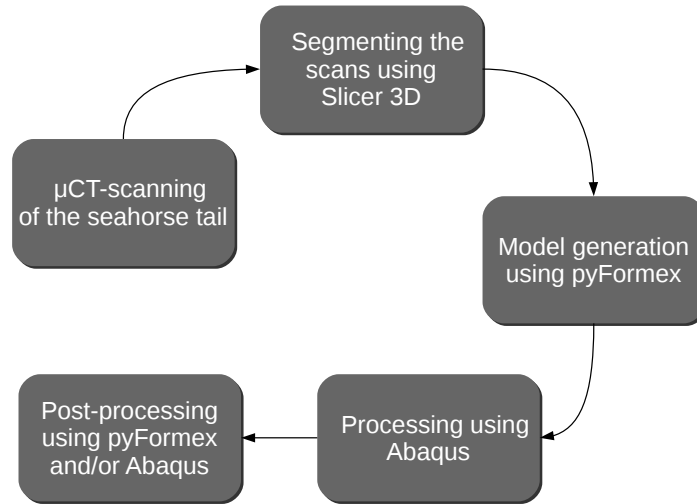 µCT-scanning
of the seahorse tail
Segmenting the
scans using
Slicer 3D
Model generation
using pyFormex
Processing using
Abaqus
Post-processing
using pyFormex
and/or Abaqus